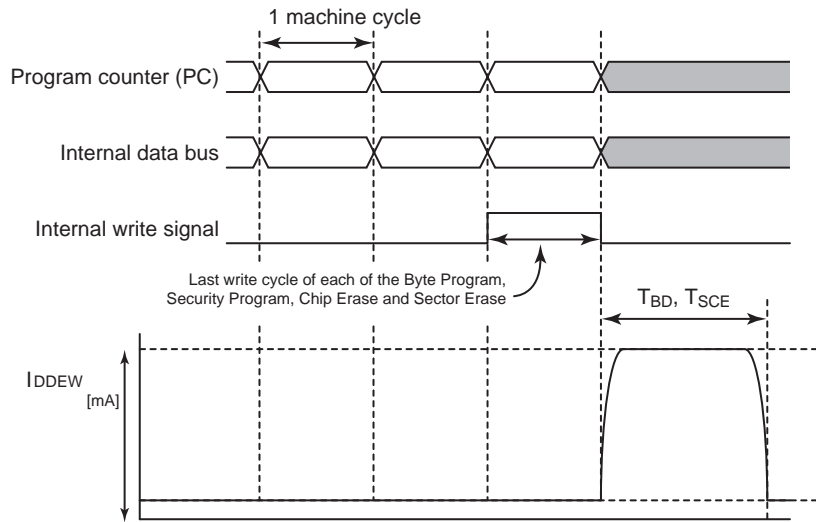 1 machine cycle
Program counter (PC)
Internal data bus
Internal write signal
Last write cycle of each of the Byte Program,
Security Program, Chip Erase and Sector Erase
TBD, TSCE
IDDEW
[mA]